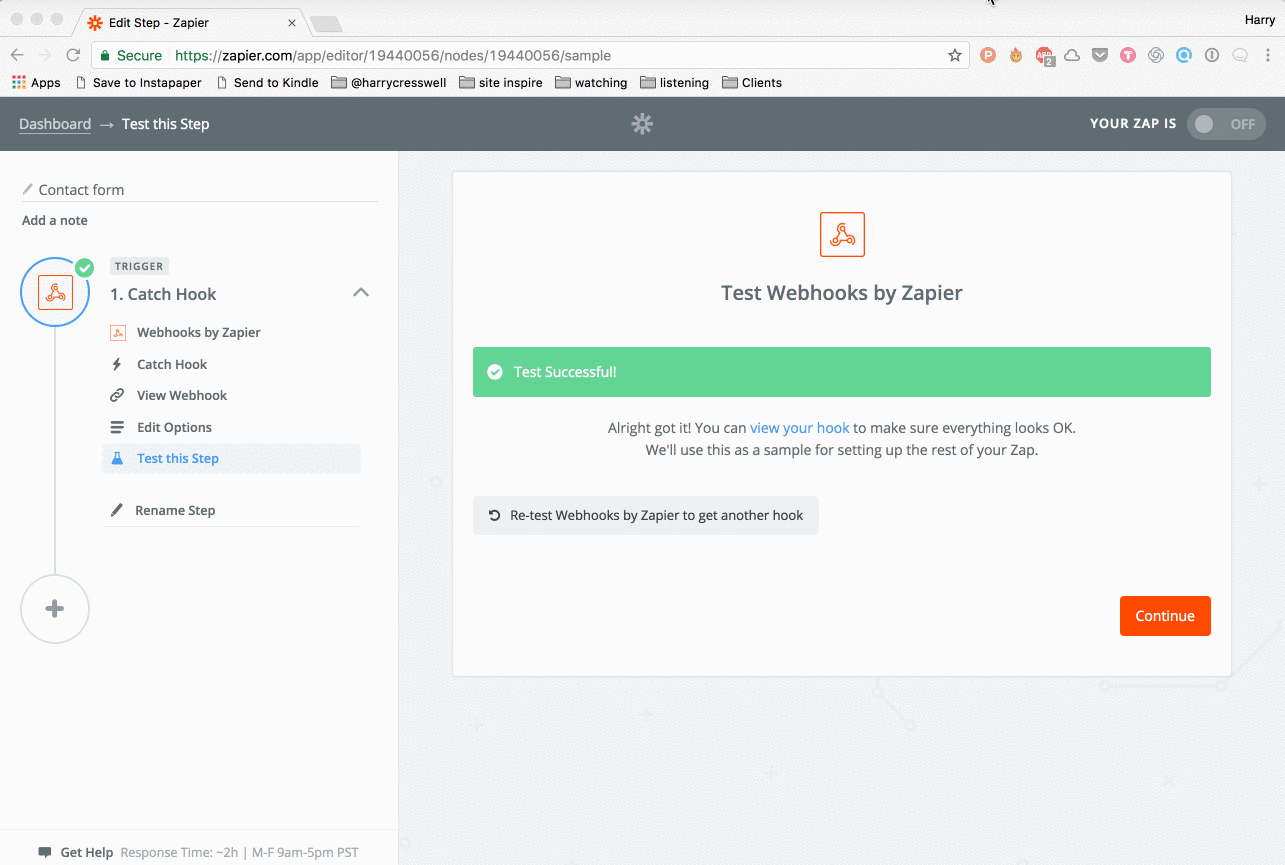 Edit Step - Zapier
Harry
Secure https://zapier.com/app/editor/19440056/nodes/19440056/sample
Apps Save to Instapaper Send to Kindle @harrycresswell site inspire watching listening Clients
Dashboard → Test this Step
YOUR ZAP IS OFF
Contact form
Add a note
TRIGGER
1. Catch Hook
Webhooks by Zapier
Catch Hook
View Webhook
Edit Options
Test this Step
Rename Step
Test Webhooks by Zapier
Test Successful!
Alright got it! You can view your hook to make sure everything looks OK.
We'll use this as a sample for setting up the rest of your Zap.
Re-test Webhooks by Zapier to get another hook
Continue
Get Help Response Time: ~2h | M-F 9am-5pm PST